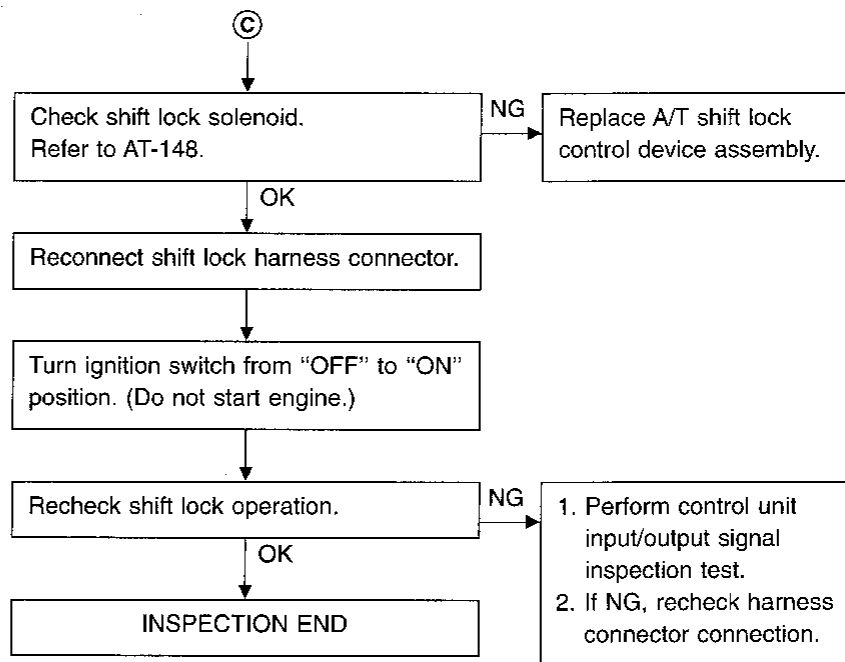 C
Check shift lock solenoid.
Refer to AT-148.
NG
Replace A/T shift lock
control device assembly.
OK
Reconnect shift lock harness connector.
Turn ignition switch from “OFF” to “ON”
position. (Do not start engine.)
Recheck shift lock operation.
NG
1. Perform control unit
input/output signal
inspection test.
2. If NG, recheck harness
connector connection.
OK
INSPECTION END